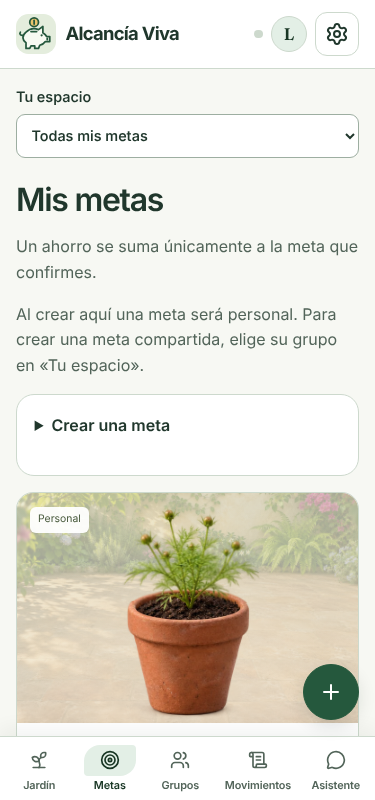 Alcancía Viva
L
Tu espacio
Todas mis metas
Mis metas
Un ahorro se suma únicamente a la meta que
confirmes.
Al crear aquí una meta será personal. Para
crear una meta compartida, elige su grupo
en «Tu espacio».
Crear una meta
Personal
Jardín
Metas
Grupos
Movimientos
Asistente